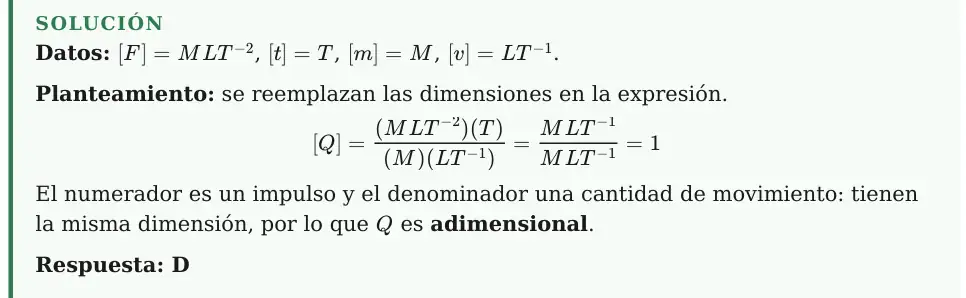 SOLUCIÓN
Datos: [F] = MLT⁻², [t] = T, [m] = M, [v] = LT⁻¹.
Planteamiento: se reemplazan las dimensiones en la expresión.
[Q] = (MLT⁻²)(T) / (M)(LT⁻¹) = MLT⁻¹ / MLT⁻¹ = 1
El numerador es un impulso y el denominador una cantidad de movimiento: tienen
la misma dimensión, por lo que Q es adimensional.
Respuesta: D